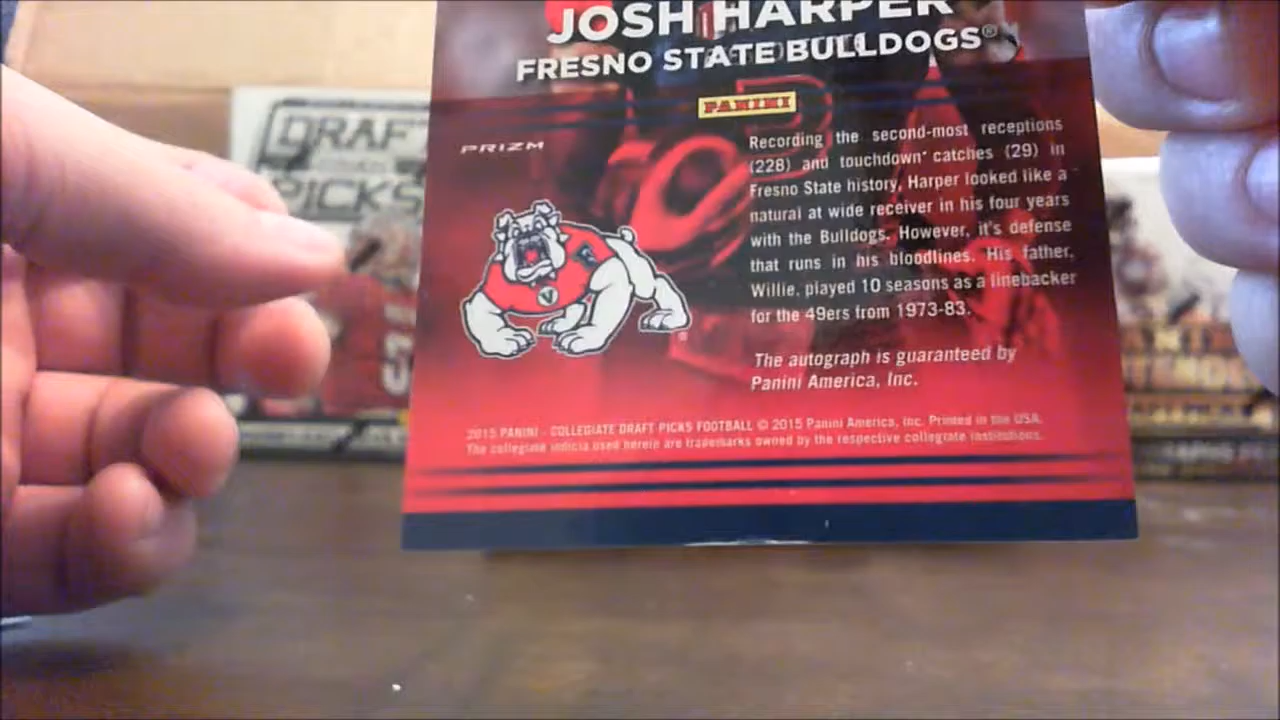 JOSH HARPER
FRESNO STATE BULLDOGS®
PANINI
PRIZM
Recording the second-most receptions
(228) and touchdown catches (29) in
Fresno State history, Harper looked like a
natural at wide receiver in his four years
with the Bulldogs. However, it's defense
that runs in his bloodlines. His father,
Willie, played 10 seasons as a linebacker
for the 49ers from 1973-83.
The autograph is guaranteed by
Panini America, Inc.
2015 PANINI - COLLEGIATE DRAFT PICKS FOOTBALL © 2015 Panini America, Inc. Printed in the USA.
The collegiate indicia used herein are trademarks owned by the respective collegiate institutions.
DRAFT
PICKS